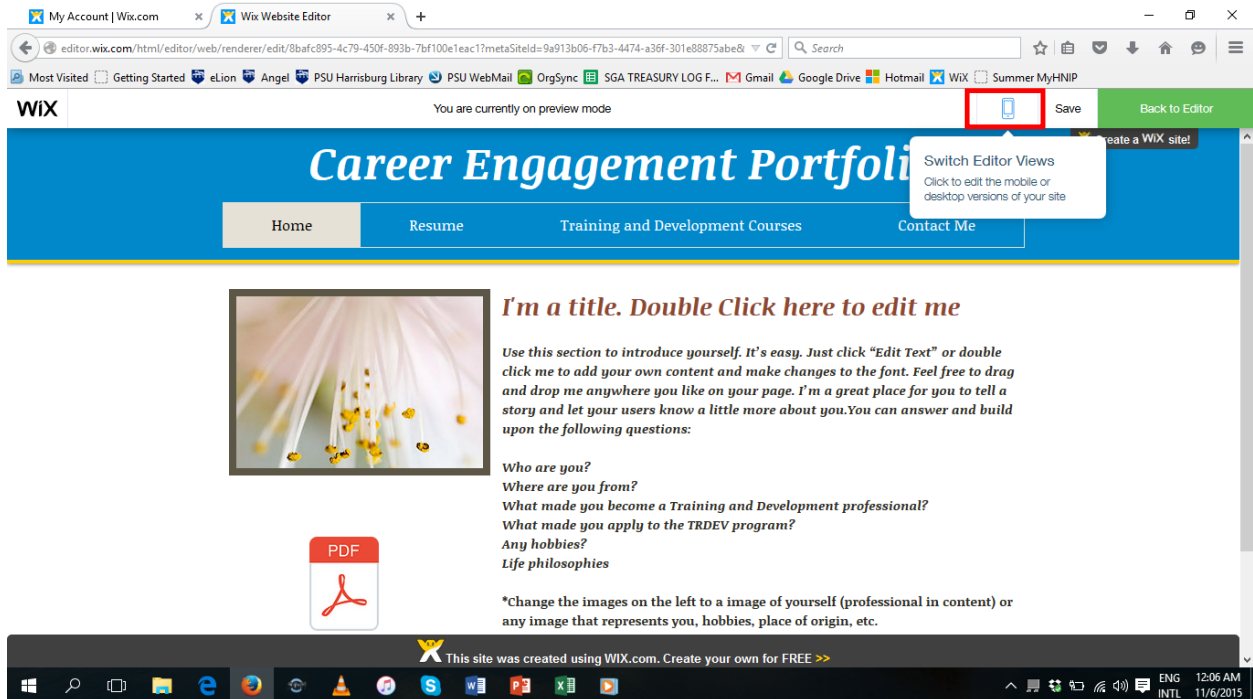 My Account | Wix.com
Wix Website Editor
editor.wix.com/html/editor/web/renderer/edit/8bafc895-4c79-450f-893b-7bf100e1eac1?metaSiteId=9a913b06-f7b3-4474-a36f-301e88875abe&
Search
Most Visited Getting Started eLion Angel PSU Harrisburg Library PSU WebMail OrgSync SGA TREASURY LOG F... Gmail Google Drive Hotmail WiX Summer MyHNIP
WiX You are currently on preview mode Save Back to Editor
Create a WiX site!
Career Engagement Portfoli
Switch Editor Views
Click to edit the mobile or
desktop versions of your site
Home Resume Training and Development Courses Contact Me
I'm a title. Double Click here to edit me
Use this section to introduce yourself. It's easy. Just click “Edit Text” or double
click me to add your own content and make changes to the font. Feel free to drag
and drop me anywhere you like on your page. I'm a great place for you to tell a
story and let your users know a little more about you.You can answer and build
upon the following questions:
Who are you?
Where are you from?
What made you become a Training and Development professional?
What made you apply to the TRDEV program?
Any hobbies?
Life philosophies
PDF
*Change the images on the left to a image of yourself (professional in content) or
any image that represents you, hobbies, place of origin, etc.
This site was created using WIX.com. Create your own for FREE >>
ENG 12:06 AM
INTL 11/6/2015